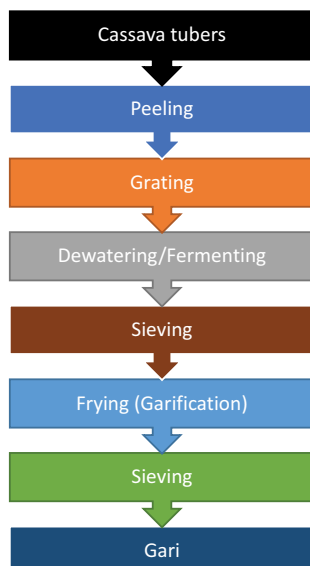 Cassava tubers
Peeling
Grating
Dewatering/Fermenting
Sieving
Frying (Garification)
Sieving
Gari